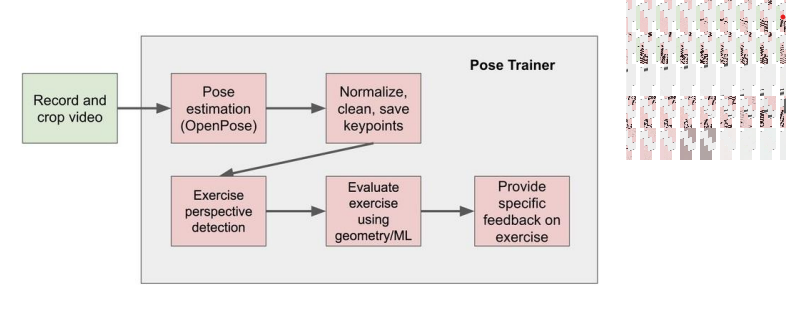 Pose Trainer
Record and
crop video
Pose
estimation
(OpenPose)
Normalize,
clean, save
keypoints
Exercise
perspective
detection
Evaluate
exercise
using
geometry/ML
Provide
specific
feedback on
exercise